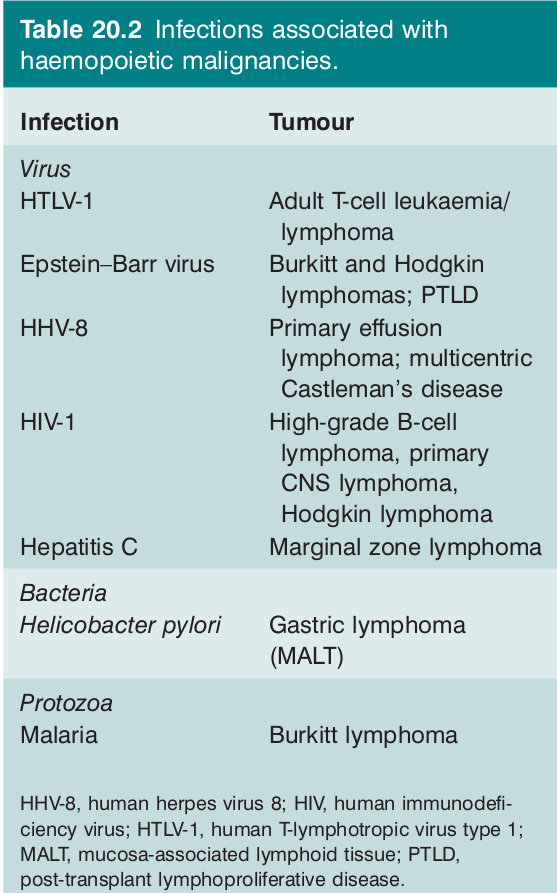 Table 20.2 Infections associated with
haemopoietic malignancies.
Infection Tumour
Virus
HTLV-1 Adult T-cell leukaemia/
lymphoma
Epstein–Barr virus Burkitt and Hodgkin
lymphomas; PTLD
HHV-8 Primary effusion
lymphoma; multicentric
Castleman's disease
HIV-1 High-grade B-cell
lymphoma, primary
CNS lymphoma,
Hodgkin lymphoma
Hepatitis C Marginal zone lymphoma
Bacteria
Helicobacter pylori Gastric lymphoma
(MALT)
Protozoa
Malaria Burkitt lymphoma
HHV-8, human herpes virus 8; HIV, human immunodefi-
ciency virus; HTLV-1, human T-lymphotropic virus type 1;
MALT, mucosa-associated lymphoid tissue; PTLD,
post-transplant lymphoproliferative disease.